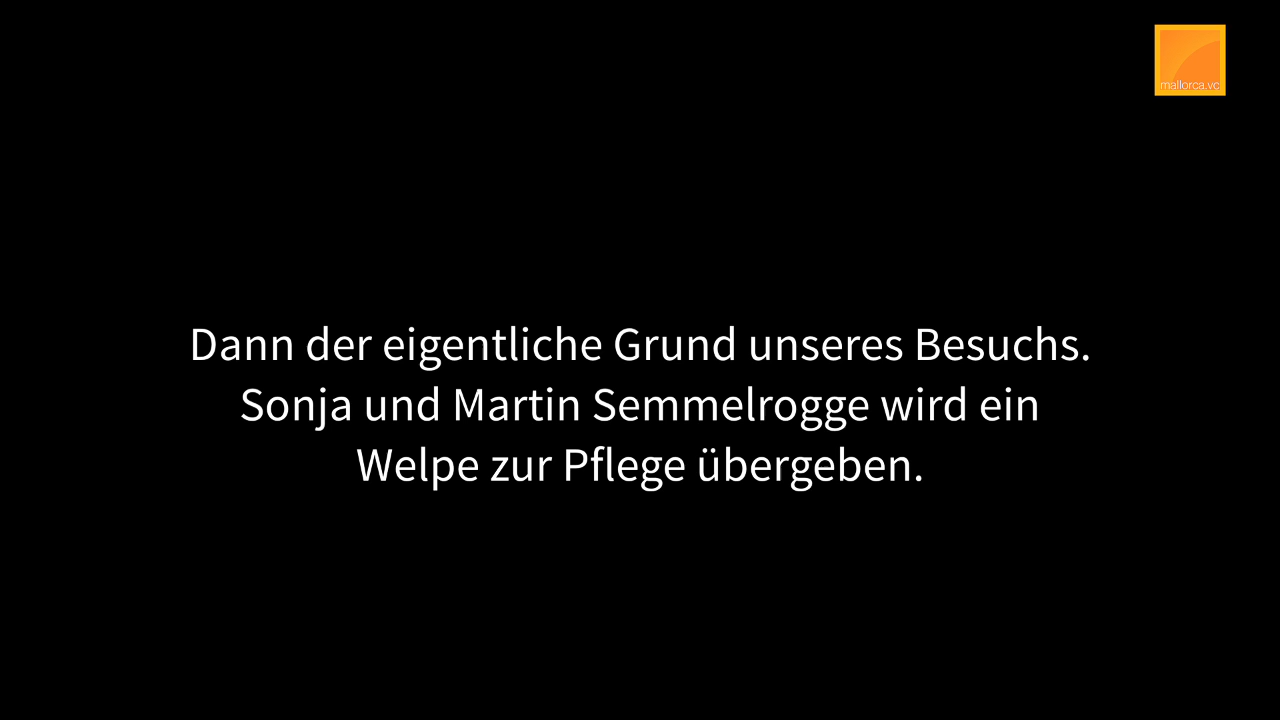 mallorca.vc
Dann der eigentliche Grund unseres Besuchs.
Sonja und Martin Semmelrogge wird ein
Welpe zur Pflege übergeben.